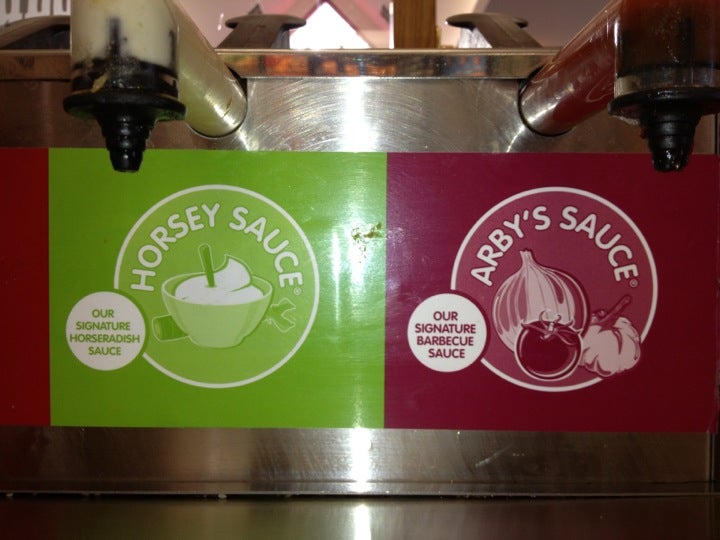 HORSEY SAUCE®
OUR
SIGNATURE
HORSERADISH
SAUCE
ARBY'S SAUCE®
OUR
SIGNATURE
BARBECUE
SAUCE